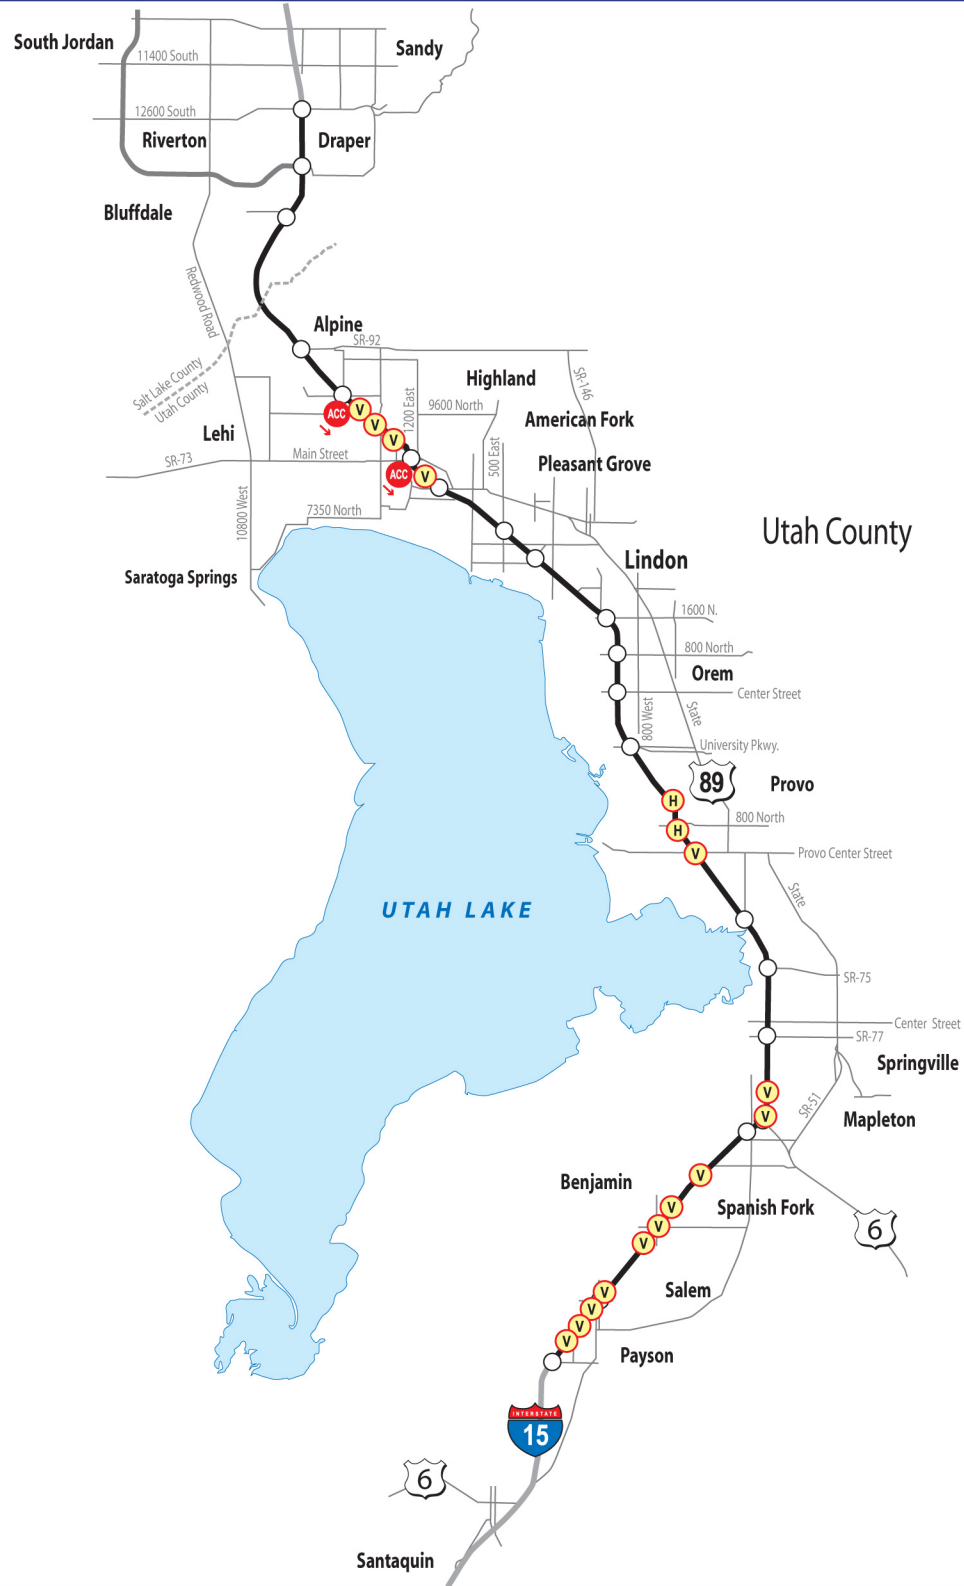 South Jordan
Sandy
11400 South
12600 South
Riverton
Draper
Bluffdale
Redwood Road
Alpine
SR-92
Salt Lake County
Utah County
Highland
SR-146
1200 East
9600 North
ACC
V
V
V
American Fork
Lehi
500 East
Main Street
SR-73
Pleasant Grove
ACC
V
10800 West
7350 North
Utah County
Lindon
Saratoga Springs
1600 N.
800 North
Orem
Center Street
800 West
State
University Pkwy.
89
Provo
H
800 North
H
V
Provo Center Street
State
UTAH LAKE
SR-75
Center Street
SR-77
Springville
V
SR-51
V
Mapleton
V
Benjamin
V
Spanish Fork
V
6
V
Salem
V
V
V
V
Payson
INTERSTATE
15
6
Santaquin